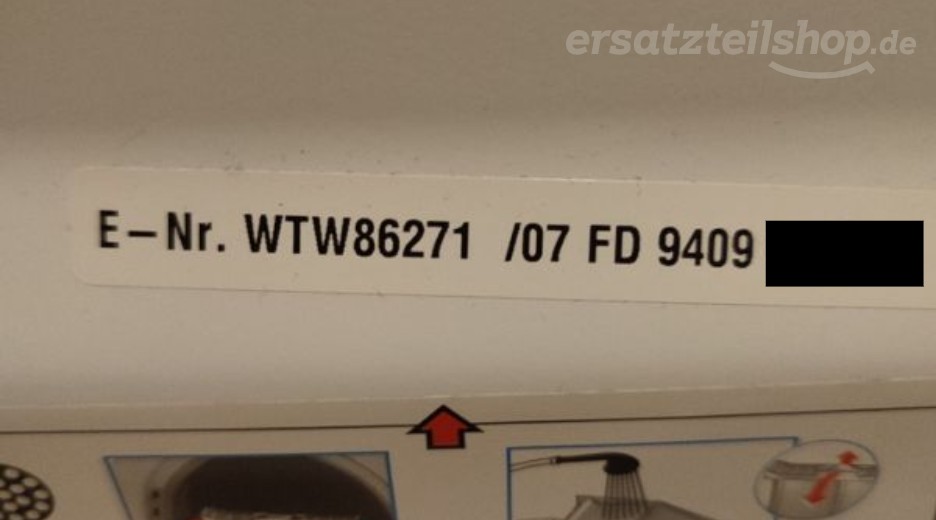 ersatzteilshop.de
E-Nr. WTW86271 /07 FD 9409